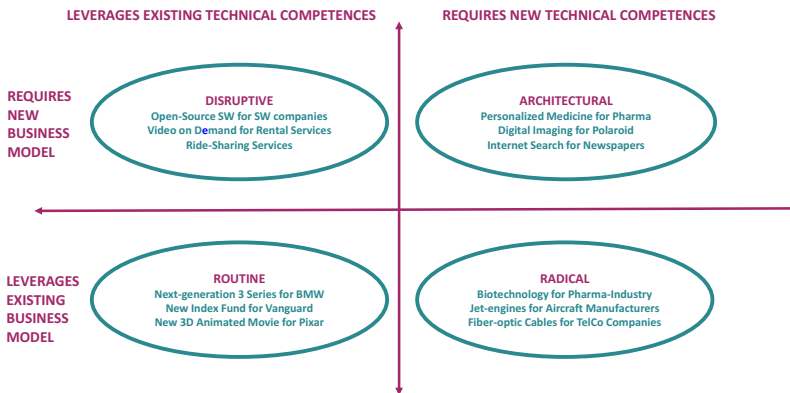 LEVERAGES EXISTING TECHNICAL COMPETENCES
REQUIRES NEW TECHNICAL COMPETENCES
REQUIRES
NEW
BUSINESS
MODEL
DISRUPTIVE
Open-Source SW for SW companies
Video on Demand for Rental Services
Ride-Sharing Services
ARCHITECTURAL
Personalized Medicine for Pharma
Digital Imaging for Polaroid
Internet Search for Newspapers
LEVERAGES
EXISTING
BUSINESS
MODEL
ROUTINE
Next-generation 3 Series for BMW
New Index Fund for Vanguard
New 3D Animated Movie for Pixar
RADICAL
Biotechnology for Pharma-Industry
Jet-engines for Aircraft Manufacturers
Fiber-optic Cables for TelCo Companies